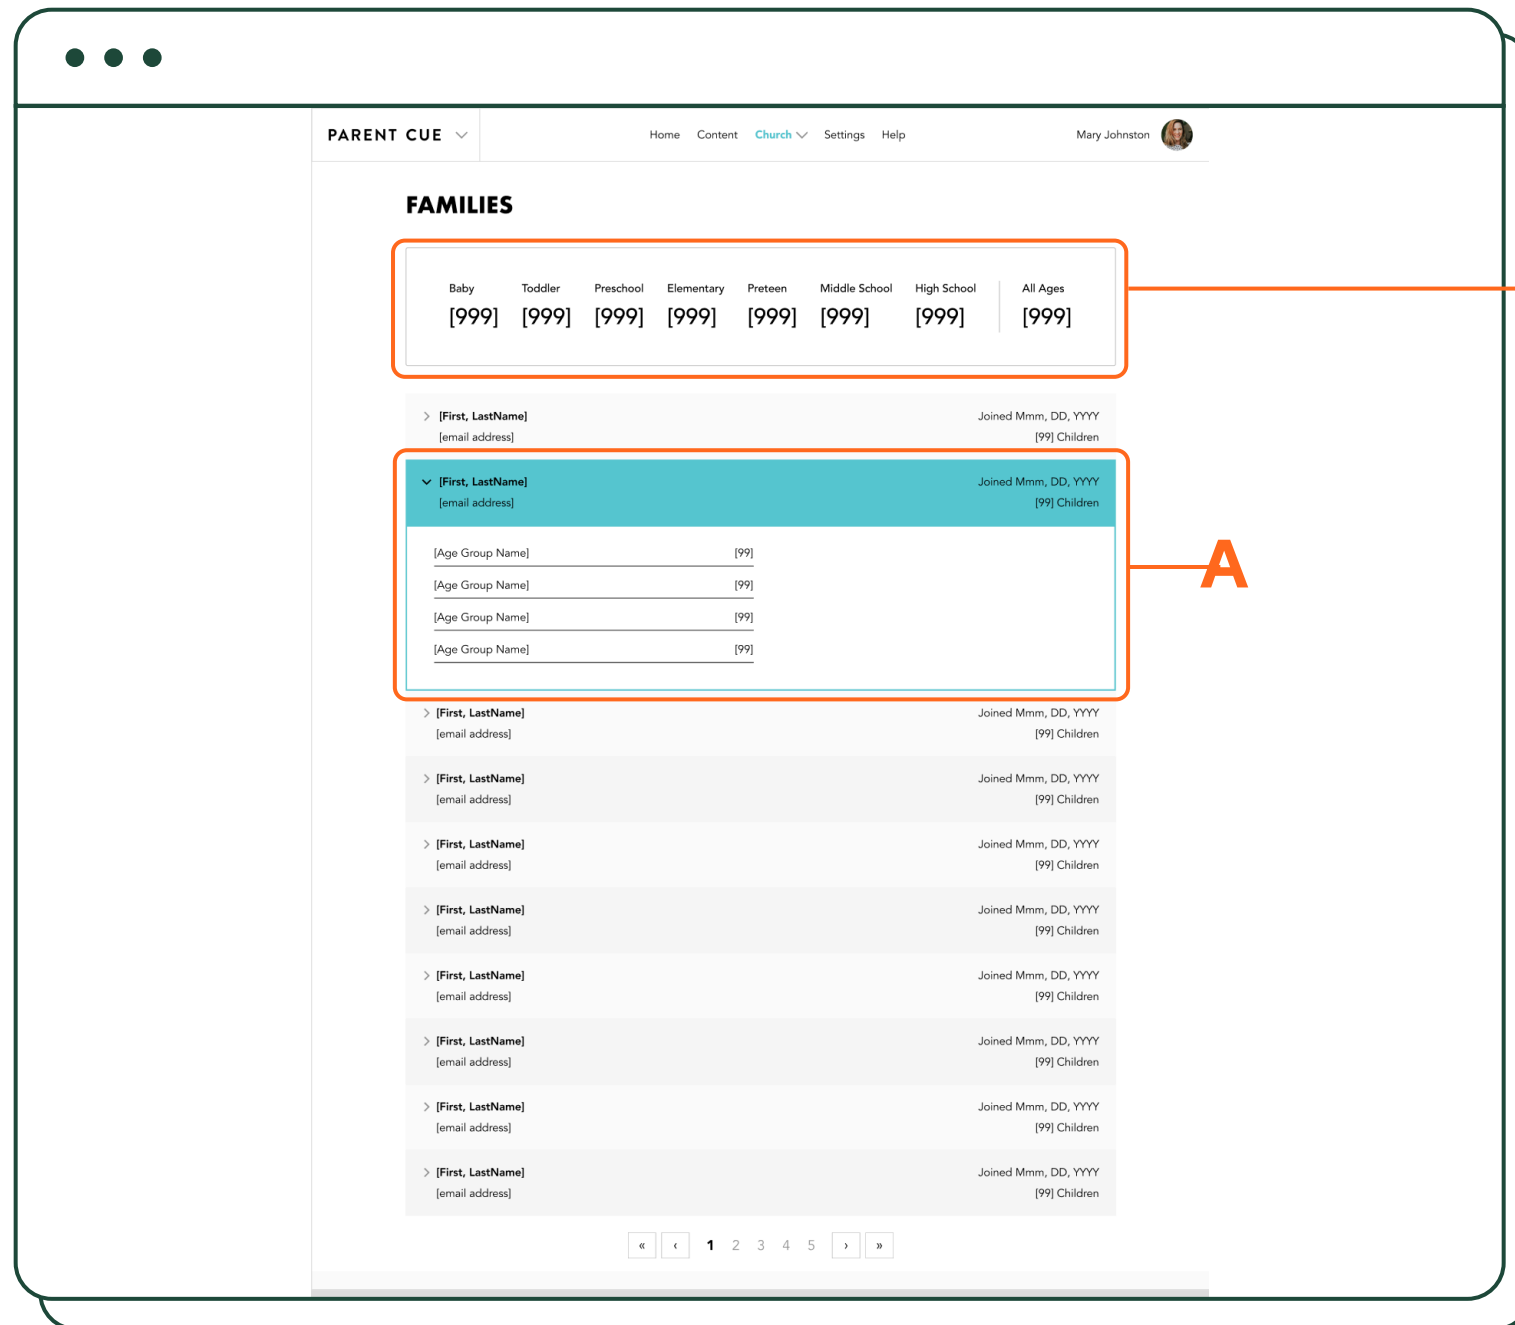 PARENT CUE
Home Content Church Settings Help
Mary Johnston
FAMILIES
Baby Toddler Preschool Elementary Preteen Middle School High School All Ages
[999] [999] [999] [999] [999] [999] [999] [999]
[First, LastName] Joined Mmm, DD, YYYY
[email address] [99] Children
[First, LastName] Joined Mmm, DD, YYYY
[email address] [99] Children
[Age Group Name] [99]
[Age Group Name] [99]
A
[Age Group Name] [99]
[Age Group Name] [99]
[First, LastName] Joined Mmm, DD, YYYY
[email address] [99] Children
[First, LastName] Joined Mmm, DD, YYYY
[email address] [99] Children
[First, LastName] Joined Mmm, DD, YYYY
[email address] [99] Children
[First, LastName] Joined Mmm, DD, YYYY
[email address] [99] Children
[First, LastName] Joined Mmm, DD, YYYY
[email address] [99] Children
[First, LastName] Joined Mmm, DD, YYYY
[email address] [99] Children
[First, LastName] Joined Mmm, DD, YYYY
[email address] [99] Children
[First, LastName] Joined Mmm, DD, YYYY
[email address] [99] Children
« ‹ 1 2 3 4 5 › »